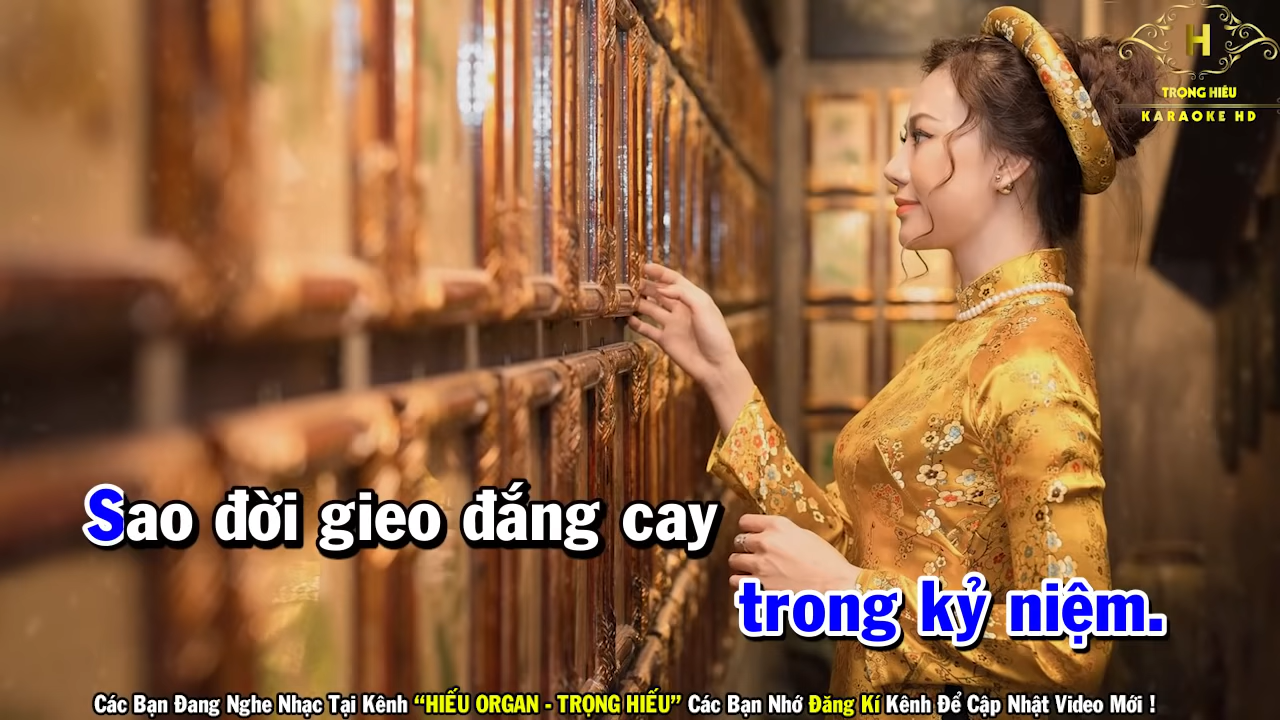 H
TRỌNG HIẾU
KARAOKE HD
Sao đời gieo đắng cay
trong kỷ niệm.
Các Bạn Đang Nghe Nhạc Tại Kênh “HIẾU ORGAN - TRỌNG HIẾU” Các Bạn Nhớ Đăng Kí Kênh Để Cập Nhật Video Mới !